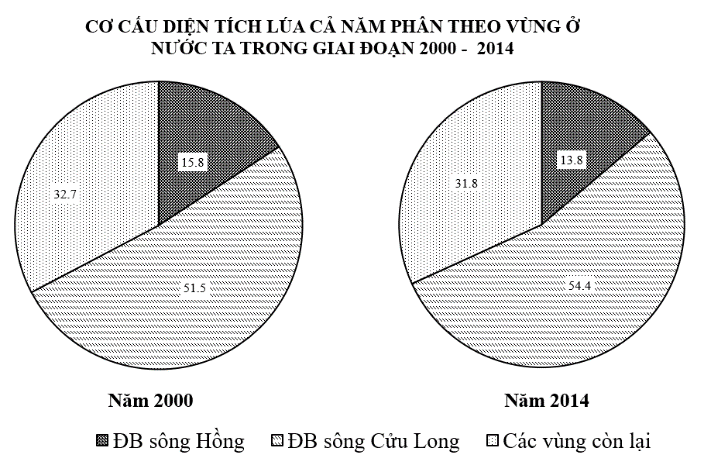 CƠ CẤU DIỆN TÍCH LÚA CẢ NĂM PHÂN THEO VÙNG Ở
NƯỚC TA TRONG GIAI ĐOẠN 2000 - 2014
15.8
32.7
51.5
13.8
31.8
54.4
Năm 2000
Năm 2014
ĐB sông Hồng ĐB sông Cửu Long Các vùng còn lại